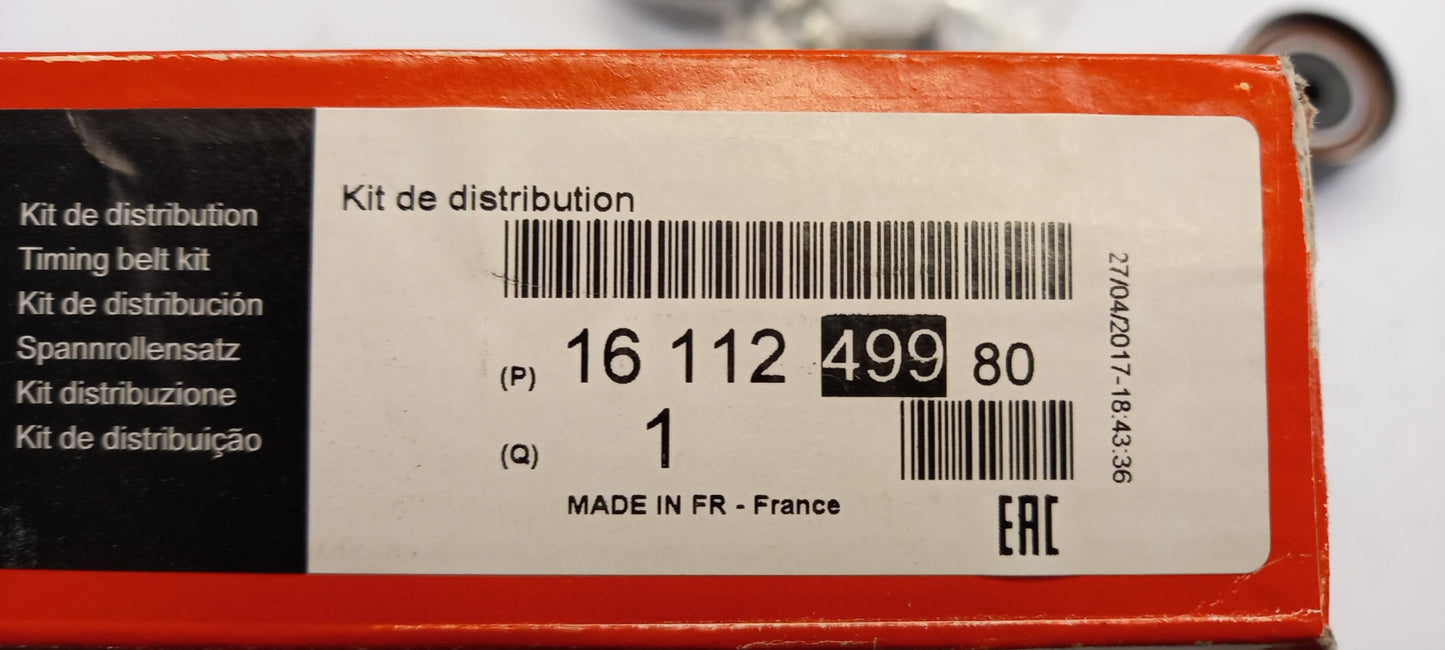 Kit de distribution
Timing belt kit
Kit de distribución
Spannrollensatz
Kit distribuzione
Kit de distribuição
Kit de distribution
(P) 16 112 499 80
(Q) 1
MADE IN FR - France
EAC
27/04/2017-18:43:36